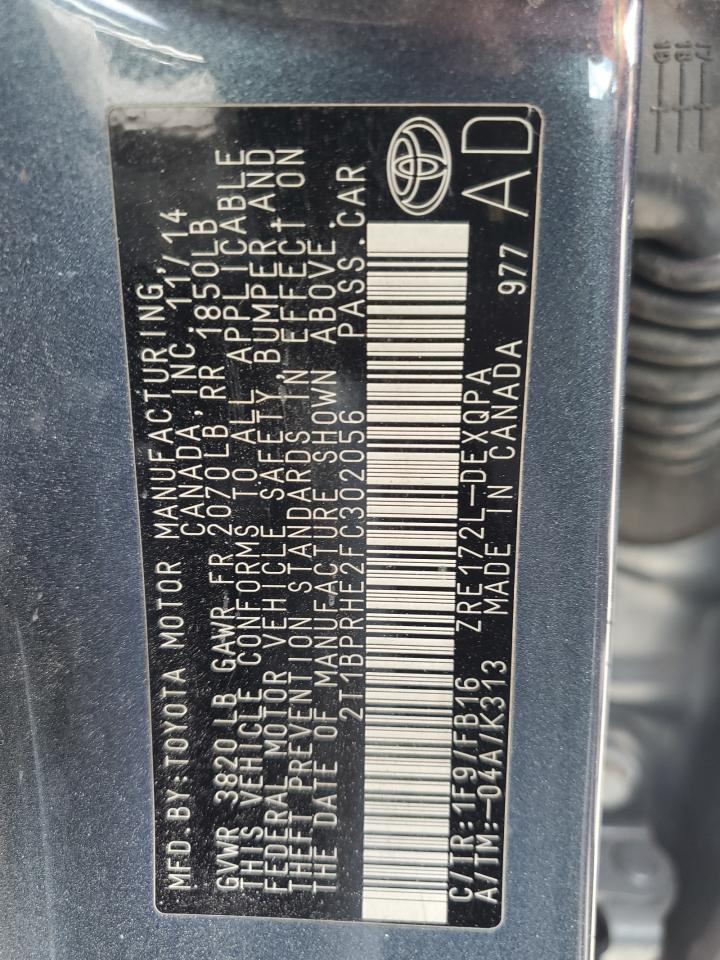 MFD.BY:TOYOTA MOTOR MANUFACTURING,
CANADA, INC. 11/14
GVWR 3820 LB GAWR FR 2070LB RR 1850LB
THIS VEHICLE CONFORMS TO ALL APPLICABLE
FEDERAL MOTOR VEHICLE SAFETY, BUMPER, AND
THEFT PREVENTION STANDARDS IN EFFECT ON
THE DATE OF MANUFACTURE SHOWN ABOVE.
2T1BPRHE2FC302056 PASS.CAR
C/TR:1F9/FB16 ZRE172L-DEXQPA
A/TM:-04A/K313 MADE IN CANADA 977
AD
17
18
19